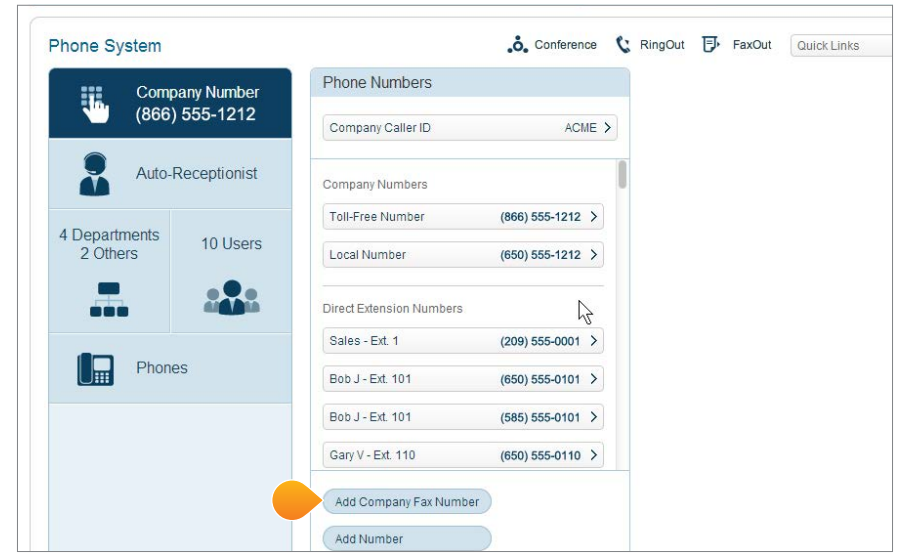 Phone System
Conference RingOut FaxOut Quick Links
Company Number
(866) 555-1212
Auto-Receptionist
4 Departments
2 Others
10 Users
Phones
Phone Numbers
Company Caller ID ACME
Company Numbers
Toll-Free Number (866) 555-1212
Local Number (650) 555-1212
Direct Extension Numbers
Sales - Ext. 1 (209) 555-0001
Bob J - Ext. 101 (650) 555-0101
Bob J - Ext. 101 (585) 555-0101
Gary V - Ext. 110 (650) 555-0110
Add Company Fax Number
Add Number